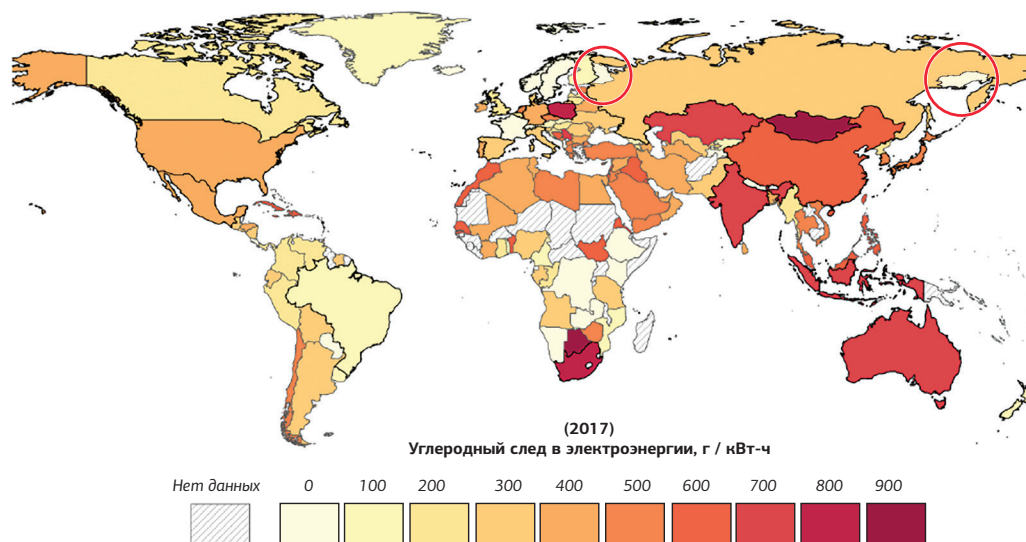 (2017)
Углеродный след в электроэнергии, г / кВт-ч
Нет данных 0 100 200 300 400 500 600 700 800 900